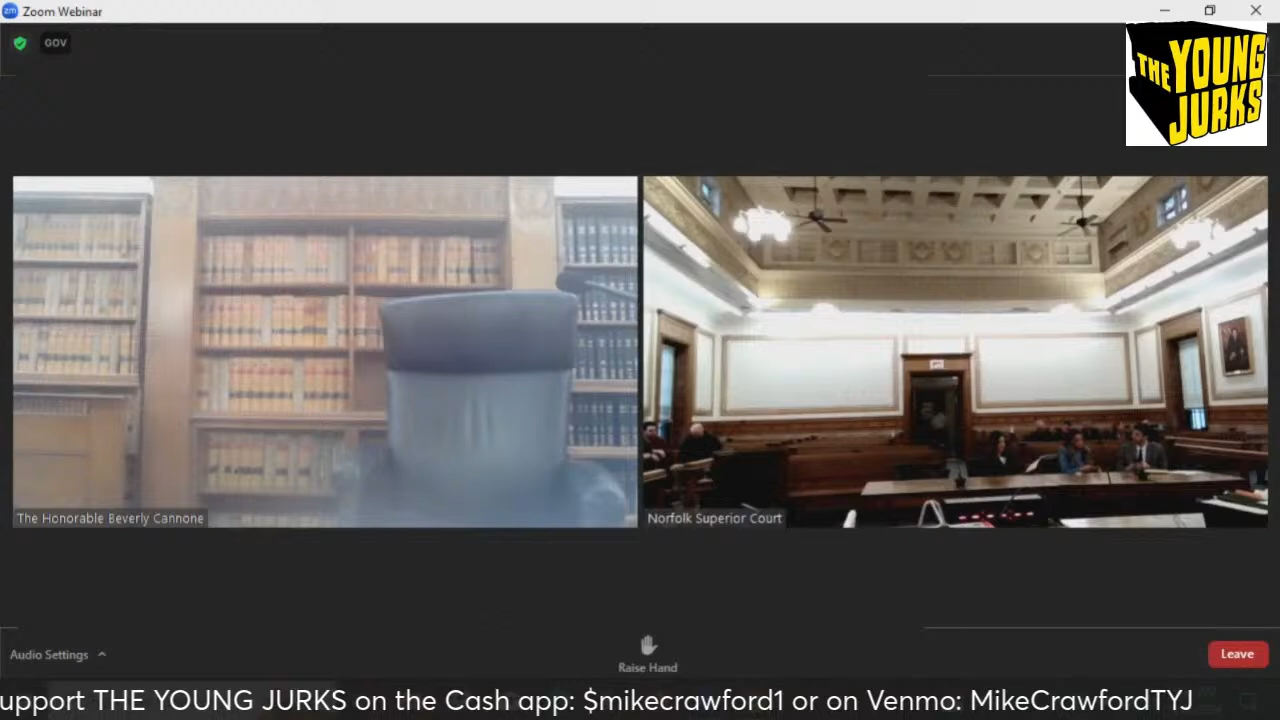 Zoom Webinar
GOV
THE YOUNG
JURKS
The Honorable Beverly Cannone
Norfolk Superior Court
Audio Settings
Raise Hand
Leave
upport THE YOUNG JURKS on the Cash app: $mikecrawford1 or on Venmo: MikeCrawfordTYJ